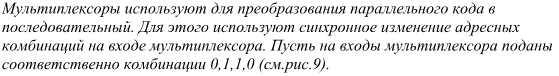 Мультиплексоры используют для преобразования параллельного кода в
последовательный. Для этого используют синхронное изменение адресных
комбинаций на входе мультиплексора. Пусть на входы мультиплексора поданы
соответственно комбинации 0,1,1,0 (см.рис.9).